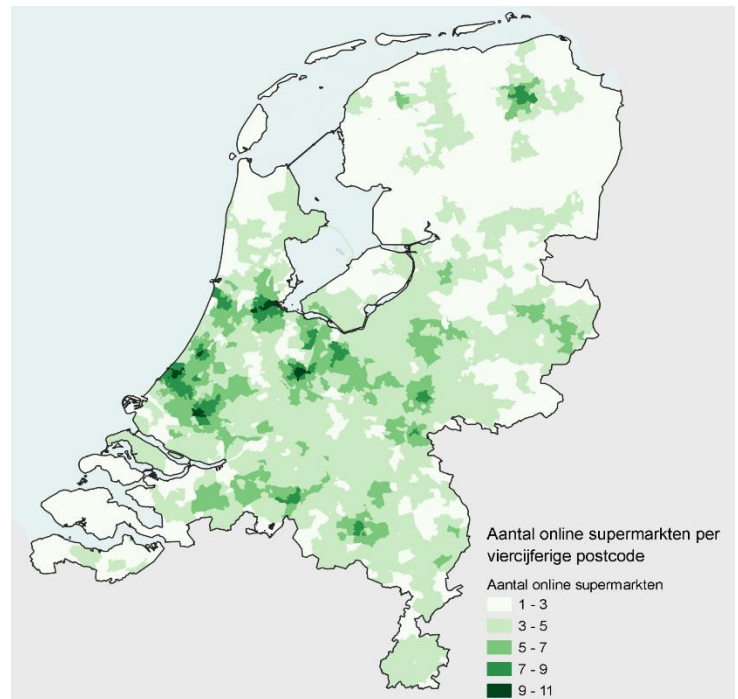 Aantal online supermarkten per
viercijferige postcode
Aantal online supermarkten
1 - 3
3 - 5
5 - 7
7 - 9
9 - 11